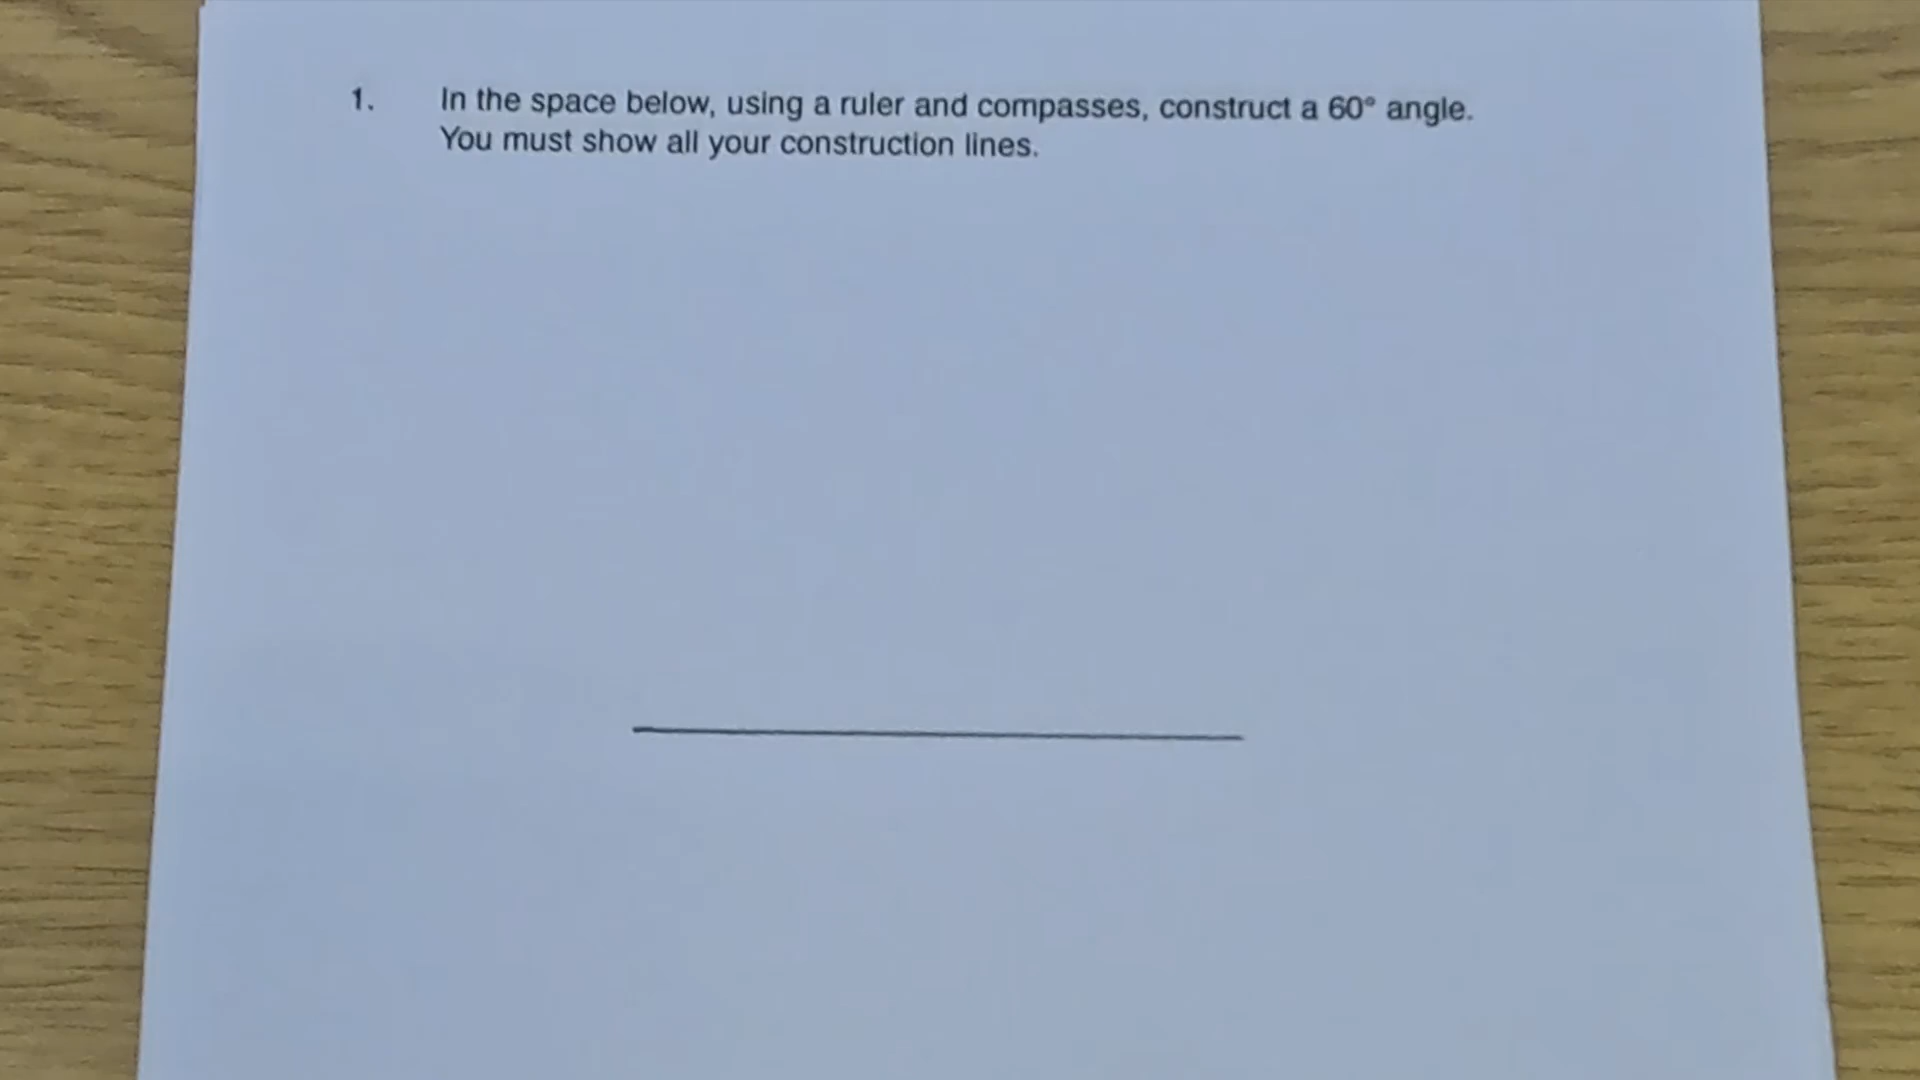 1. In the space below, using a ruler and compasses, construct a 60° angle.
You must show all your construction lines.